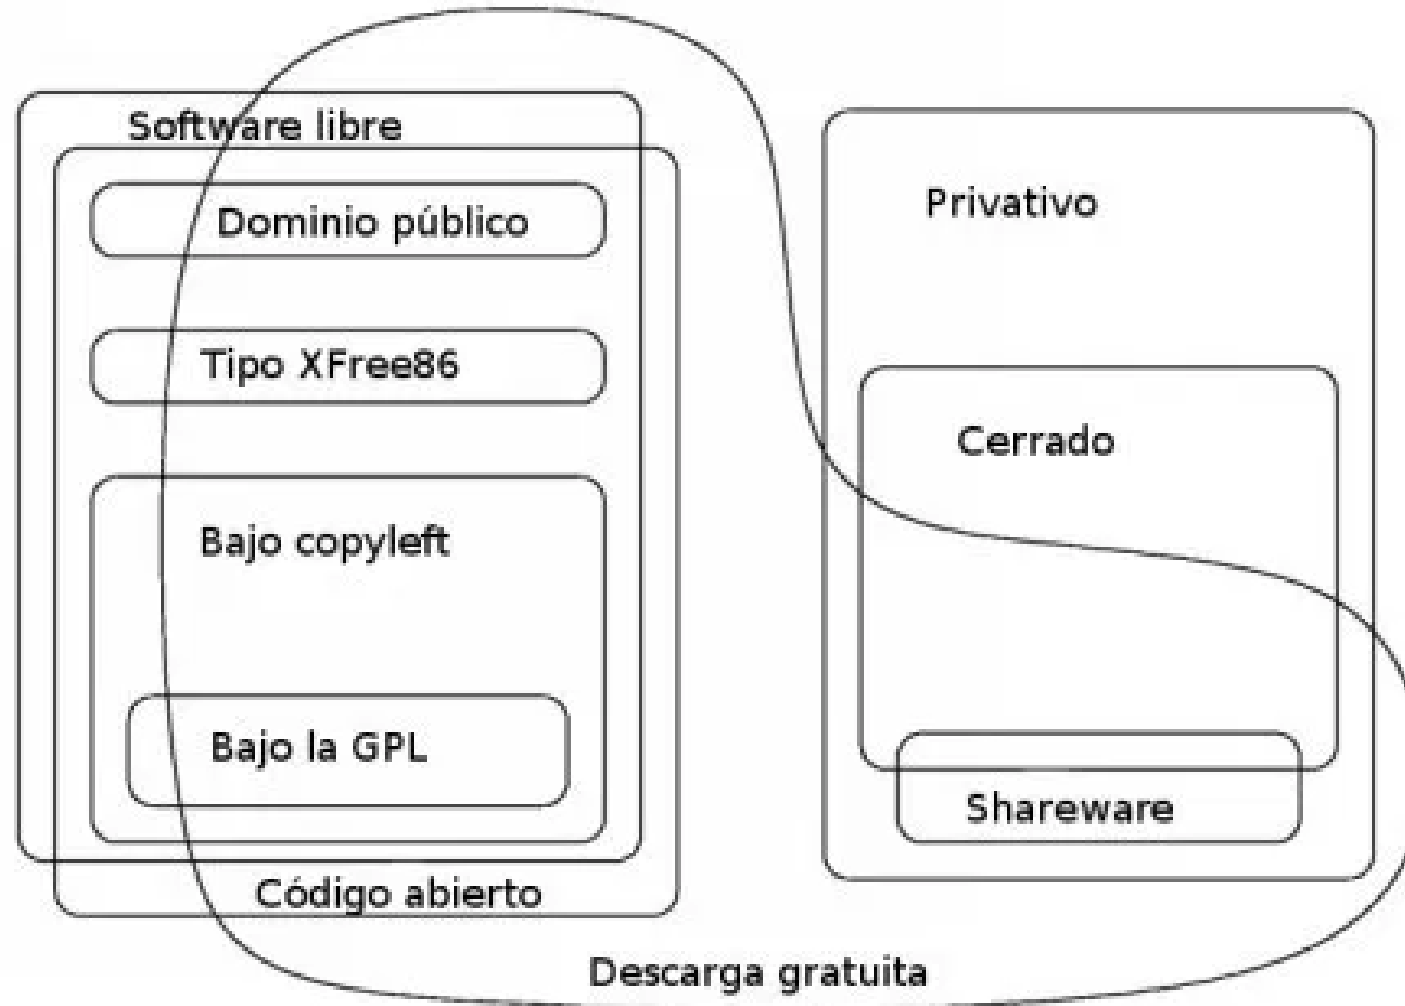 Software libre
Dominio público
Tipo XFree86
Bajo copyleft
Bajo la GPL
Código abierto
Privativo
Cerrado
Shareware
Descarga gratuita